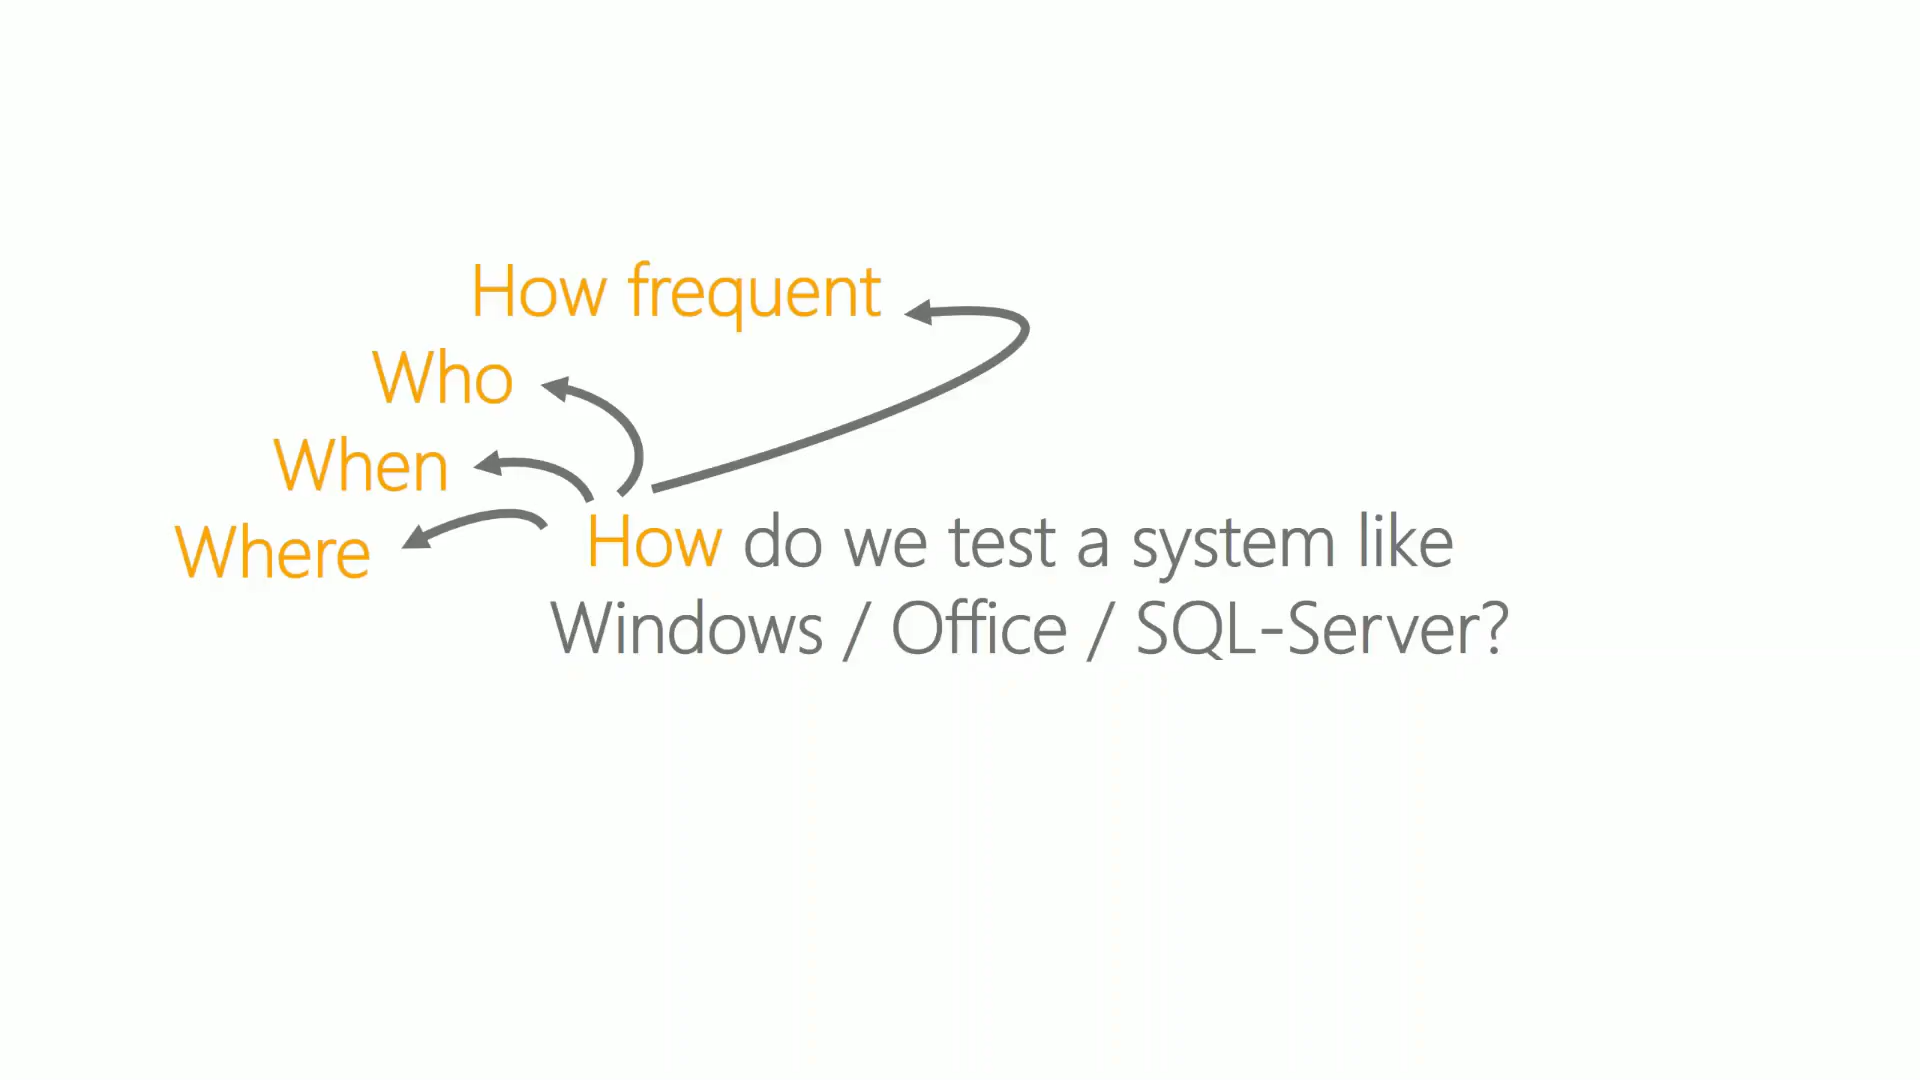 How frequent
Who
When
Where
How do we test a system like
Windows / Office / SQL-Server?